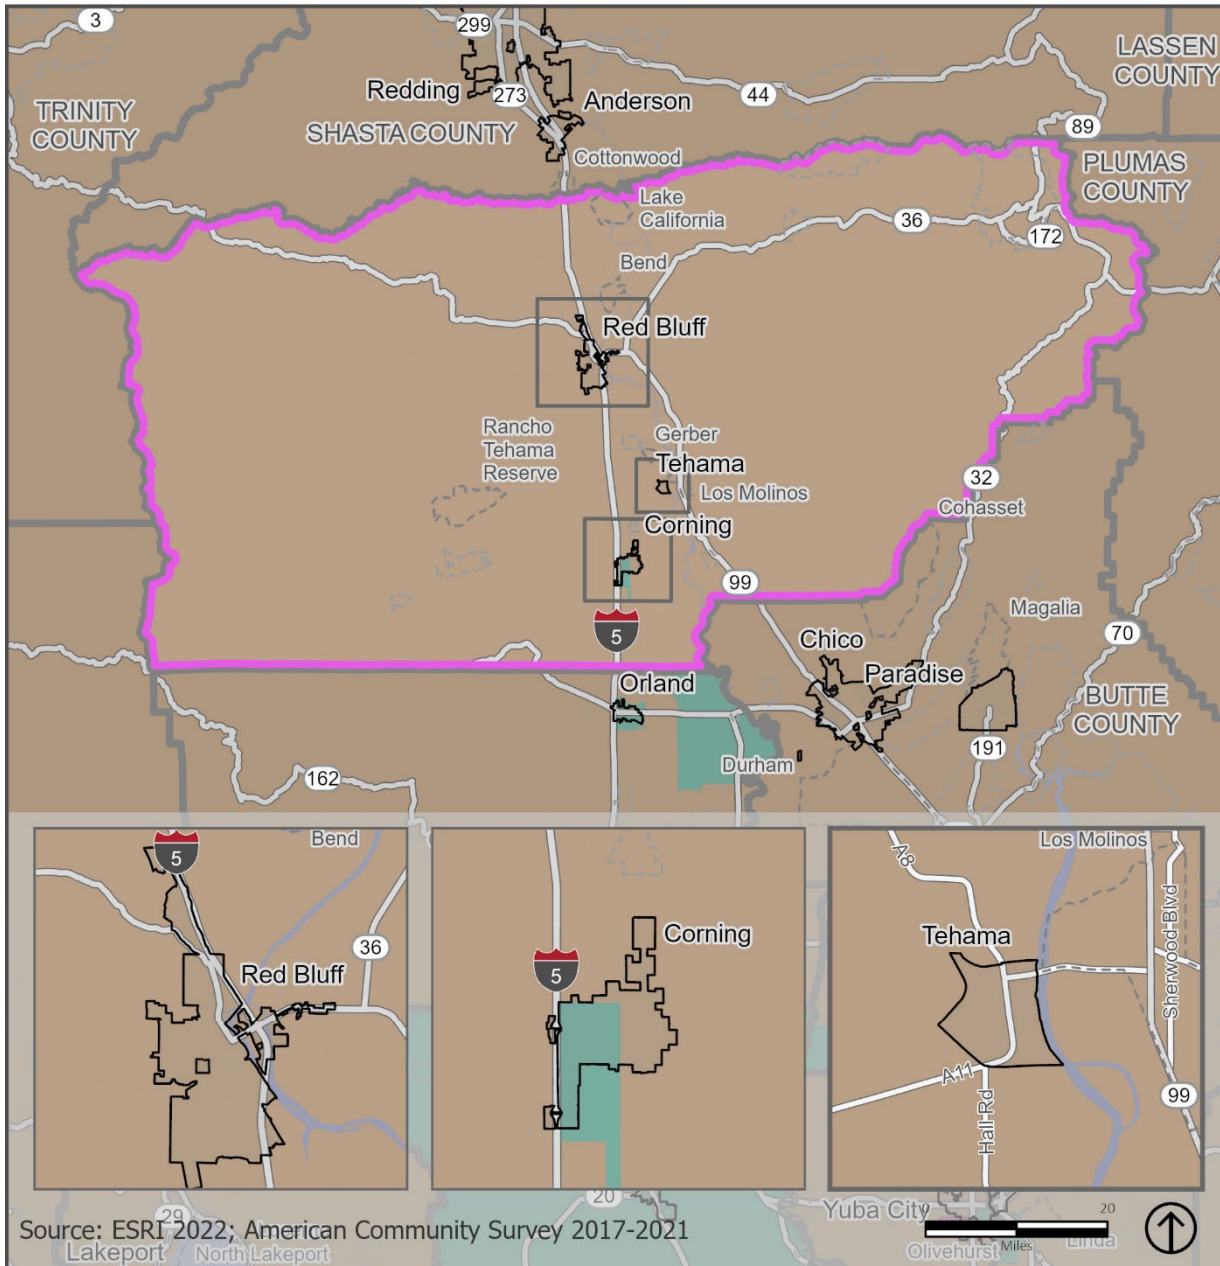 3
299
Redding
273
Anderson
44
LASSEN
COUNTY
TRINITY
COUNTY
SHASTA COUNTY
89
Cottonwood
PLUMAS
COUNTY
Lake
California
36
172
Bend
Red Bluff
Rancho
Tehama
Reserve
Gerber
Tehama
Los Molinos
32
Cohasset
Corning
99
5
Magalia
70
Chico
Paradise
Orland
BUTTE
COUNTY
191
Durham
162
5
Bend
36
Red Bluff
5
Corning
Los Molinos
A8
Tehama
Sherwood Blvd
A11
Hall Rd
99
20
29
Yuba City
Source: ESRI 2022; American Community Survey 2017-2021
0 20
Miles
Lakeport
North Lakeport
Olivehurst
Linda